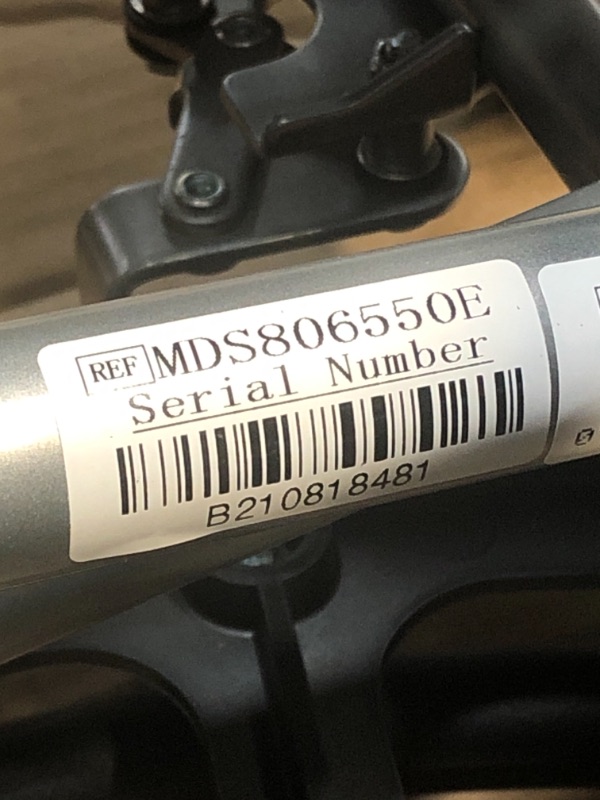 REF MDS806550E
Serial Number
B210818481